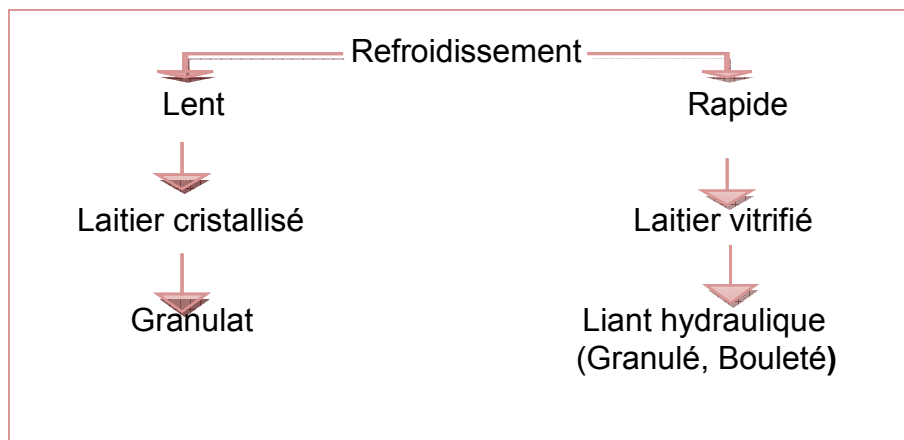 Refroidissement
Lent
Rapide
Laitier cristallisé
Laitier vitrifié
Granulat
Liant hydraulique
(Granulé, Bouleté)